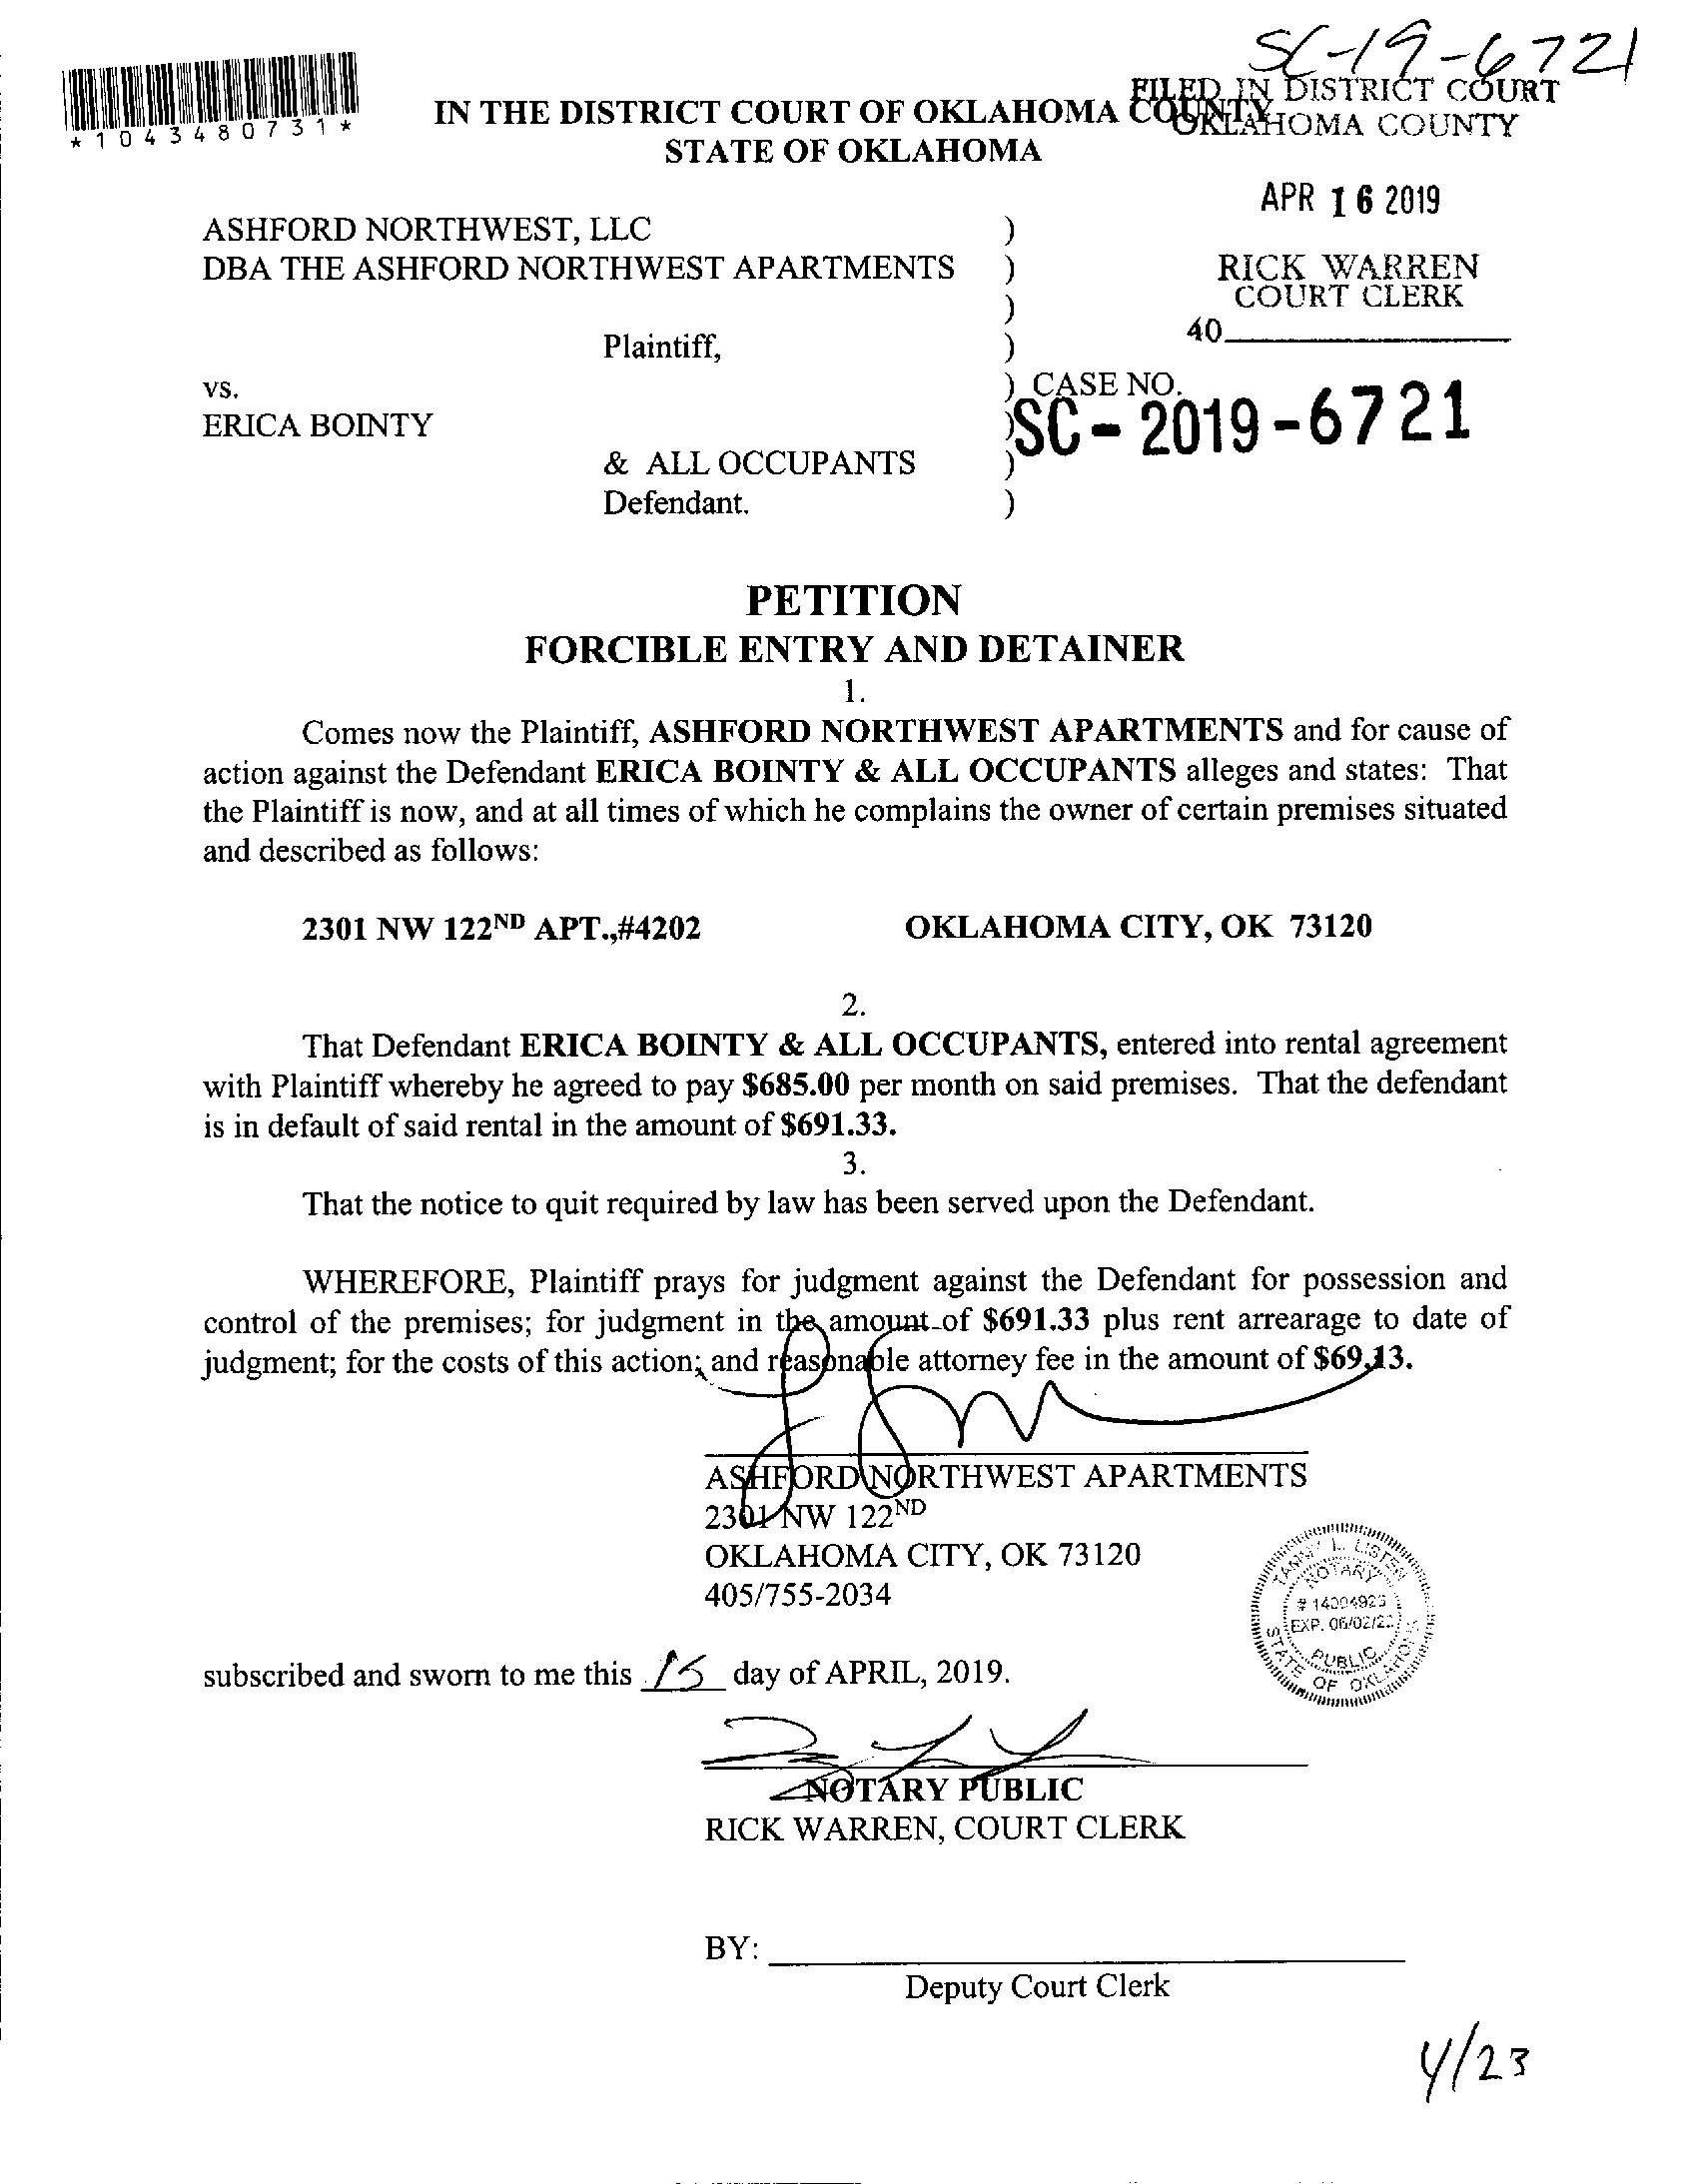 SC-19-6721
FILED IN DISTRICT COURT
OKLAHOMA COUNTY
*1043480731*
IN THE DISTRICT COURT OF OKLAHOMA COUNTY
STATE OF OKLAHOMA
APR 16 2019
ASHFORD NORTHWEST, LLC )
DBA THE ASHFORD NORTHWEST APARTMENTS )
RICK WARREN
COURT CLERK
)
40
Plaintiff, )
vs. ) CASE NO.
SC-2019-6721
ERICA BOINTY )
& ALL OCCUPANTS )
Defendant. )
PETITION
FORCIBLE ENTRY AND DETAINER
1.
Comes now the Plaintiff, ASHFORD NORTHWEST APARTMENTS and for cause of
action against the Defendant ERICA BOINTY & ALL OCCUPANTS alleges and states: That
the Plaintiff is now, and at all times of which he complains the owner of certain premises situated
and described as follows:
2301 NW 122ND APT.,#4202 OKLAHOMA CITY, OK 73120
2.
That Defendant ERICA BOINTY & ALL OCCUPANTS, entered into rental agreement
with Plaintiff whereby he agreed to pay $685.00 per month on said premises. That the defendant
is in default of said rental in the amount of $691.33.
3.
That the notice to quit required by law has been served upon the Defendant.
WHEREFORE, Plaintiff prays for judgment against the Defendant for possession and
control of the premises; for judgment in the amount of $691.33 plus rent arrearage to date of
judgment; for the costs of this action; and reasonable attorney fee in the amount of $69.13.
ASHFORD NORTHWEST APARTMENTS
2301 NW 122ND
OKLAHOMA CITY, OK 73120
405/755-2034
TAMMY L. LISTEN
NOTARY
EXP. 06/02/
PUBLIC
STATE OF OKLAHOMA
subscribed and sworn to me this 15 day of APRIL, 2019.
NOTARY PUBLIC
RICK WARREN, COURT CLERK
BY:
Deputy Court Clerk
4/23